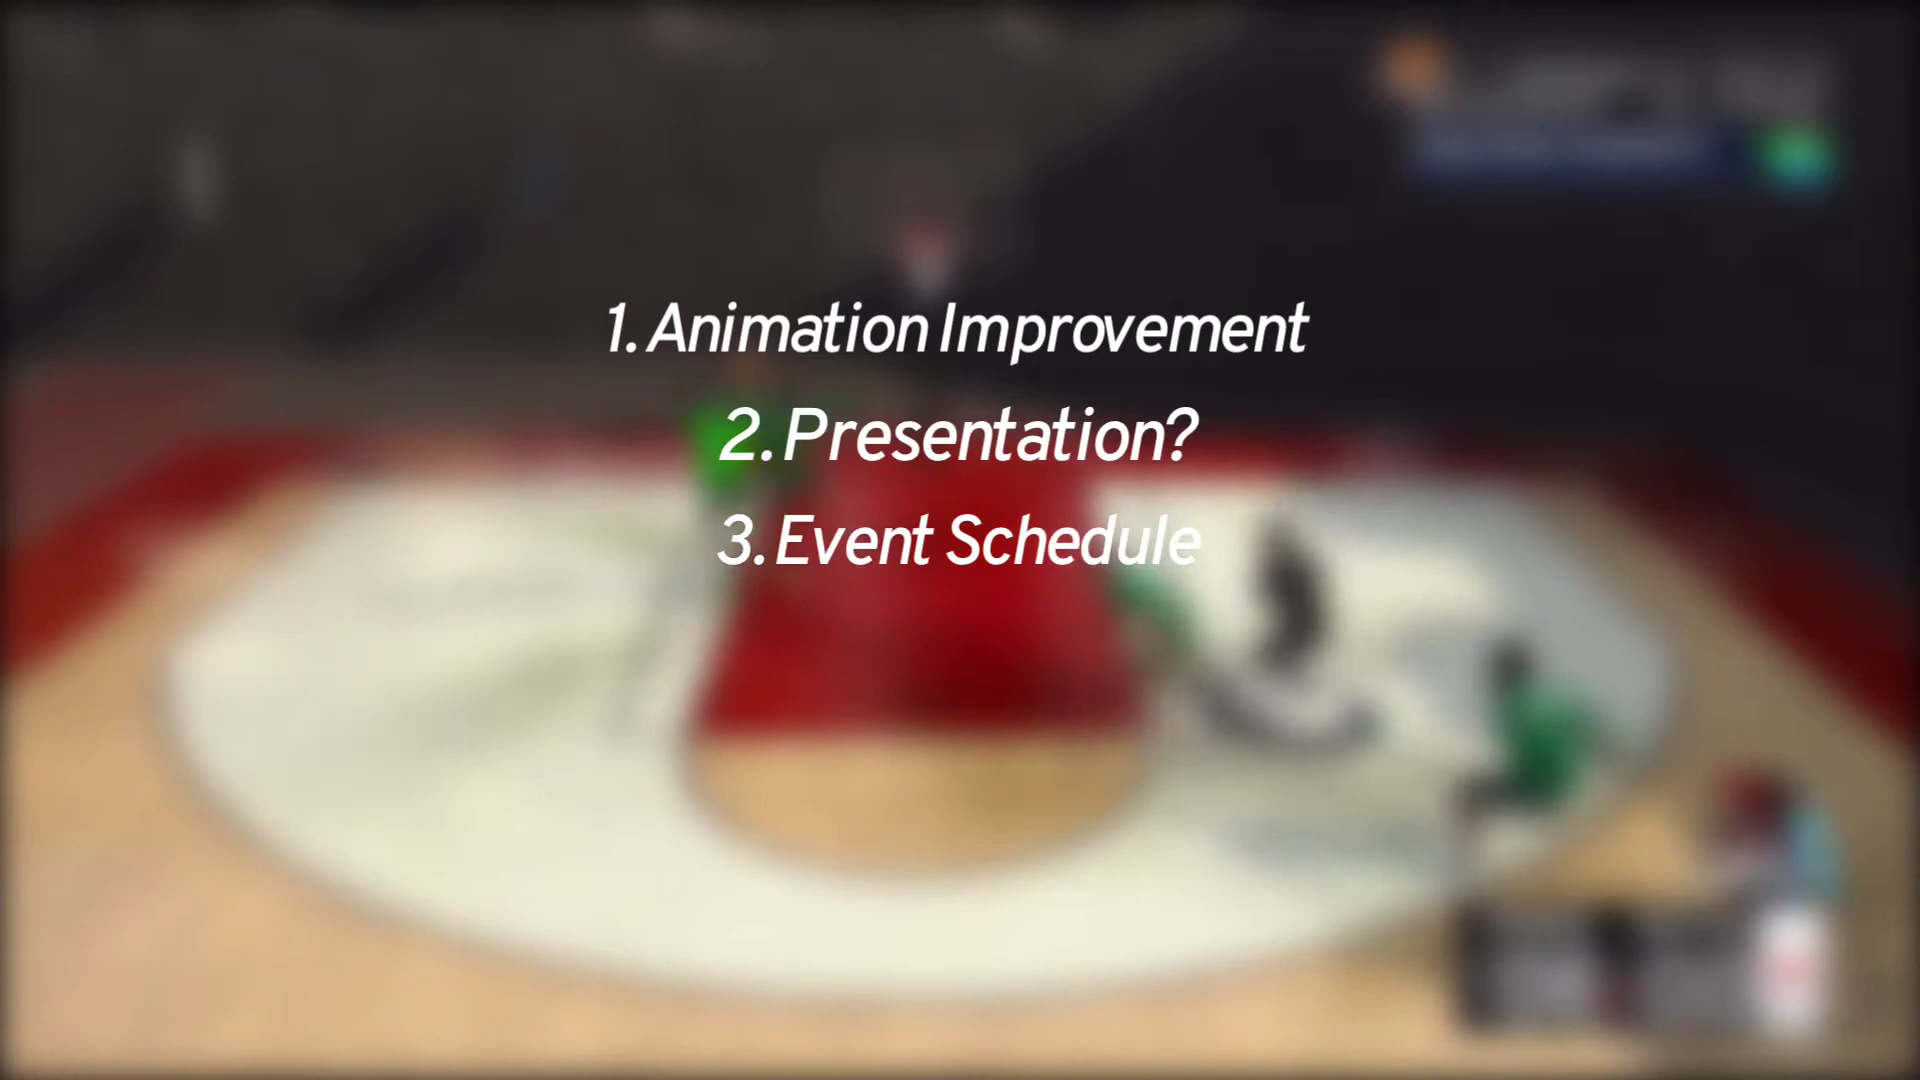 1. Animation Improvement
2. Presentation?
3. Event Schedule